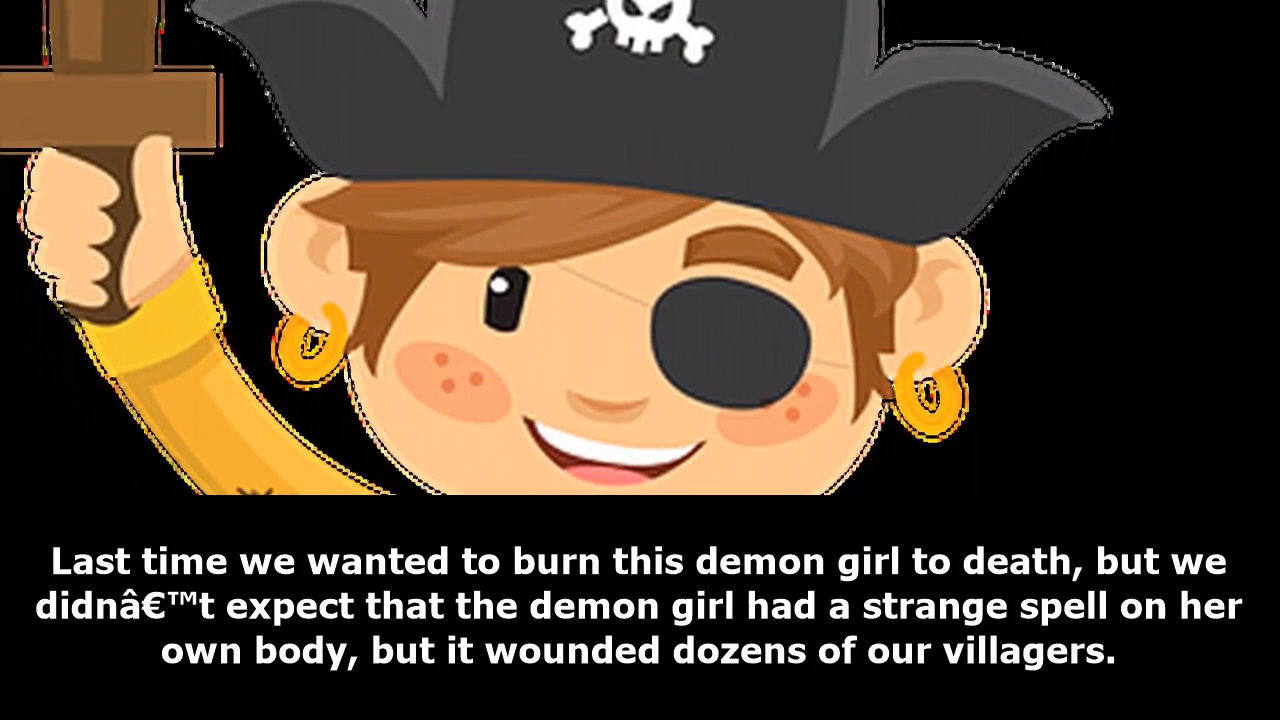 Last time we wanted to burn this demon girl to death, but we
didnâ€™t expect that the demon girl had a strange spell on her
own body, but it wounded dozens of our villagers.